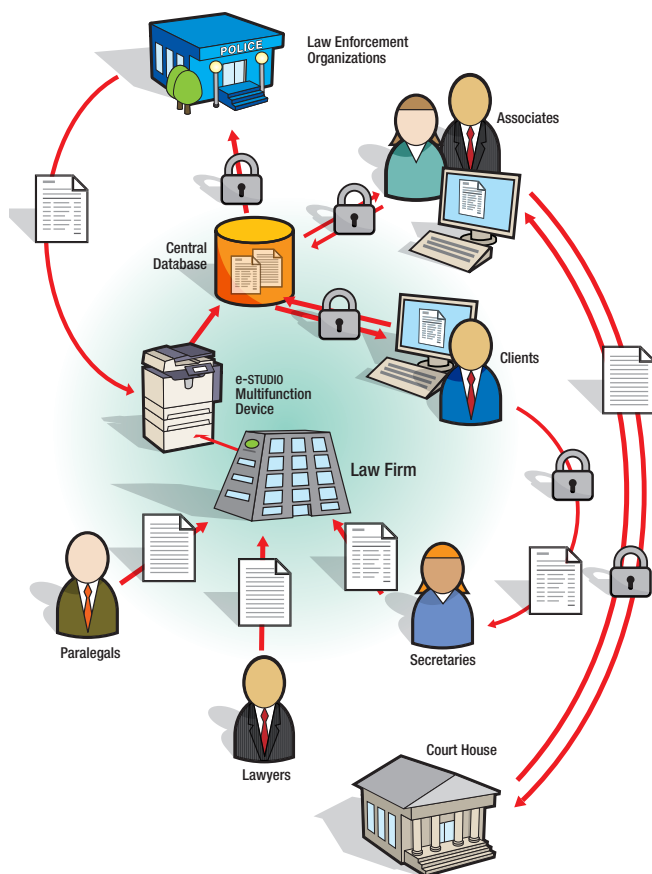 POLICE
Law Enforcement
Organizations
Associates
Central
Database
e-STUDIO
Multifunction
Device
Clients
Law Firm
Paralegals
Secretaries
Lawyers
Court House